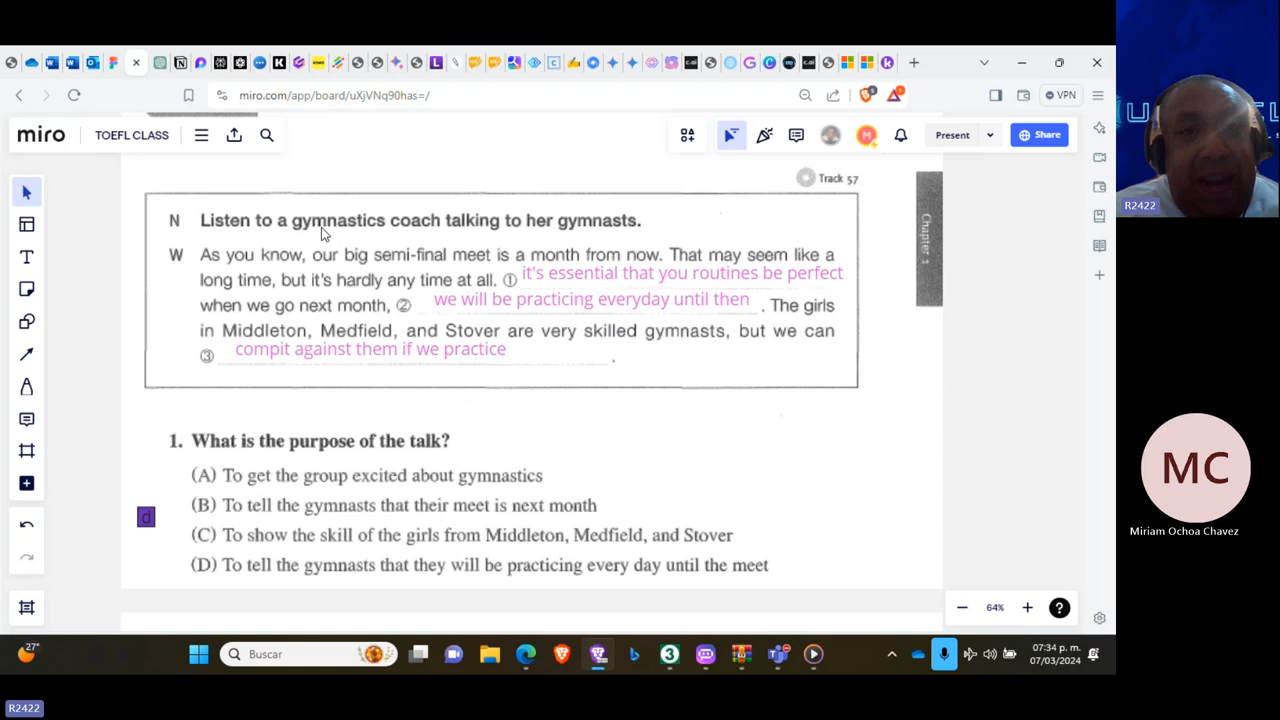 miro.com/app/board/uXjVNq90has=/
VPN
miro
TOEFL CLASS
Present
Share
Track 57
N Listen to a gymnastics coach talking to her gymnasts.
W As you know, our big semi-final meet is a month from now. That may seem like a
long time, but it's hardly any time at all. ① it's essential that you routines be perfect
when we go next month, ② we will be practicing everyday until then . The girls
in Middleton, Medfield, and Stover are very skilled gymnasts, but we can
③ compit against them if we practice .
Chapter 1
1. What is the purpose of the talk?
(A) To get the group excited about gymnastics
(B) To tell the gymnasts that their meet is next month
d
(C) To show the skill of the girls from Middleton, Medfield, and Stover
(D) To tell the gymnasts that they will be practicing every day until the meet
64%
R2422
MC
Miriam Ochoa Chavez
27°
Buscar
07:34 p. m.
07/03/2024
R2422